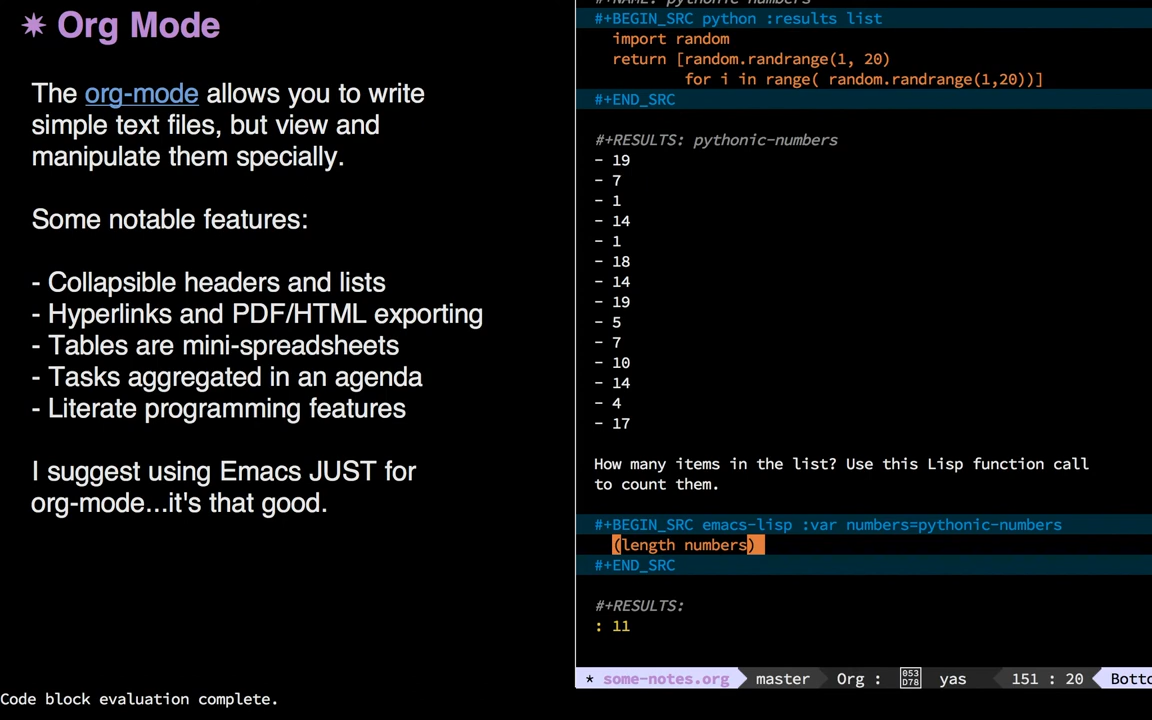 ✷ Org Mode
The org-mode allows you to write
simple text files, but view and
manipulate them specially.
Some notable features:
- Collapsible headers and lists
- Hyperlinks and PDF/HTML exporting
- Tables are mini-spreadsheets
- Tasks aggregated in an agenda
- Literate programming features
I suggest using Emacs JUST for
org-mode...it's that good.
#+NAME: pythonic-numbers
#+BEGIN_SRC python :results list
import random
return [random.randrange(1, 20)
for i in range( random.randrange(1,20))]
#+END_SRC
#+RESULTS: pythonic-numbers
- 19
- 7
- 1
- 14
- 1
- 18
- 14
- 19
- 5
- 7
- 10
- 14
- 4
- 17
How many items in the list? Use this Lisp function call
to count them.
#+BEGIN_SRC emacs-lisp :var numbers=pythonic-numbers
(length numbers)
#+END_SRC
#+RESULTS:
: 11
* some-notes.org master Org : 053D78 yas 151 : 20 Botto
Code block evaluation complete.